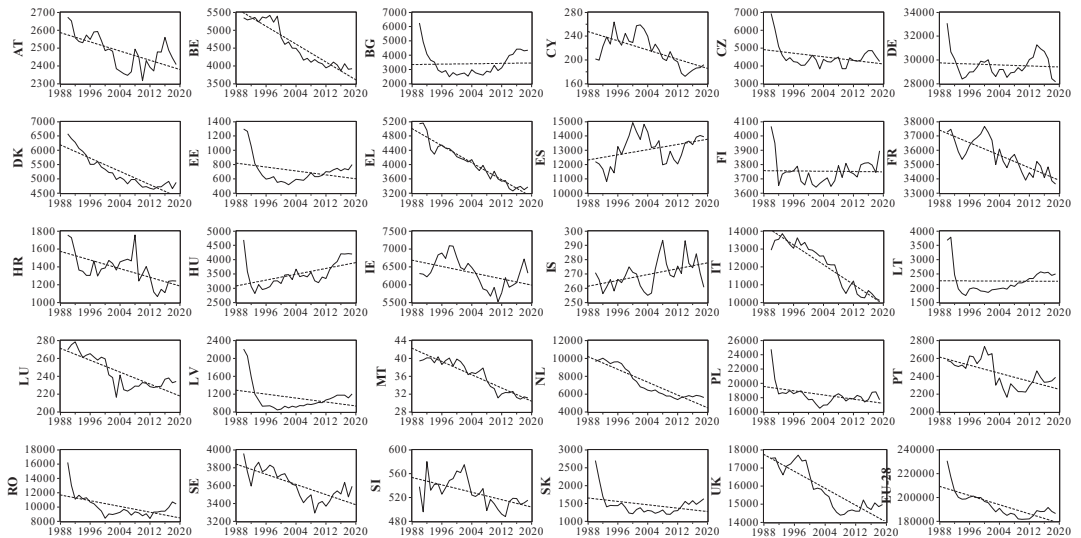 AT
2700
2600
2500
2400
2300
1988 1996 2004 2012 2020
BE
5500
5000
4500
4000
3500
1988 1996 2004 2012 2020
BG
7000
6000
5000
4000
3000
2000
1988 1996 2004 2012 2020
CY
280
240
200
160
1988 1996 2004 2012 2020
CZ
7000
6000
5000
4000
3000
1988 1996 2004 2012 2020
DE
34000
33000
32000
31000
30000
29000
28000
1988 1996 2004 2012 2020
DK
7000
6500
6000
5500
5000
4500
1988 1996 2004 2012 2020
EE
1400
1200
1000
800
600
400
1988 1996 2004 2012 2020
EL
5200
4800
4400
4000
3600
3200
1988 1996 2004 2012 2020
ES
15000
14000
13000
12000
11000
10000
1988 1996 2004 2012 2020
FI
4100
4000
3900
3800
3700
3600
1988 1996 2004 2012 2020
FR
38000
37000
36000
35000
34000
33000
1988 1996 2004 2012 2020
HR
1800
1600
1400
1200
1000
1988 1996 2004 2012 2020
HU
5000
4500
4000
3500
3000
2500
1988 1996 2004 2012 2020
IE
7500
7000
6500
6000
5500
1988 1996 2004 2012 2020
IS
300
290
280
270
260
250
1988 1996 2004 2012 2020
IT
14000
13000
12000
11000
10000
1988 1996 2004 2012 2020
LT
4000
3500
3000
2500
2000
1500
1000
1988 1996 2004 2012 2020
LU
280
260
240
220
200
1988 1996 2004 2012 2020
LV
2400
2000
1600
1200
800
400
1988 1996 2004 2012 2020
MT
44
40
36
32
28
1988 1996 2004 2012 2020
NL
12000
10000
8000
6000
4000
1988 1996 2004 2012 2020
PL
26000
24000
22000
20000
18000
16000
1988 1996 2004 2012 2020
PT
2800
2600
2400
2200
2000
1988 1996 2004 2012 2020
RO
18000
16000
14000
12000
10000
8000
1988 1996 2004 2012 2020
SE
4000
3800
3600
3400
3200
1988 1996 2004 2012 2020
SI
600
560
520
480
1988 1996 2004 2012 2020
SK
3000
2500
2000
1500
1000
1988 1996 2004 2012 2020
UK
18000
17000
16000
15000
14000
1988 1996 2004 2012 2020
EU-28
240000
220000
200000
180000
1988 1996 2004 2012 2020